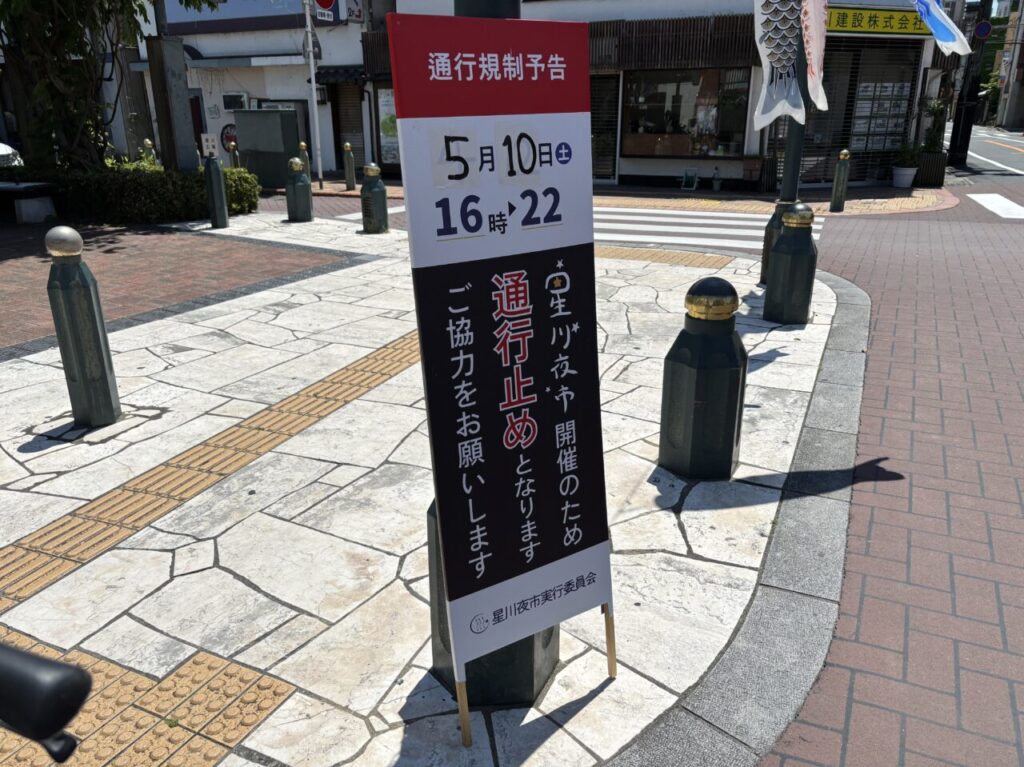 通行規制予告
5月10日土
16時▶22
星川夜市開催のため
通行止めとなります
ご協力をお願いします
星川夜市実行委員会
建設株式会社